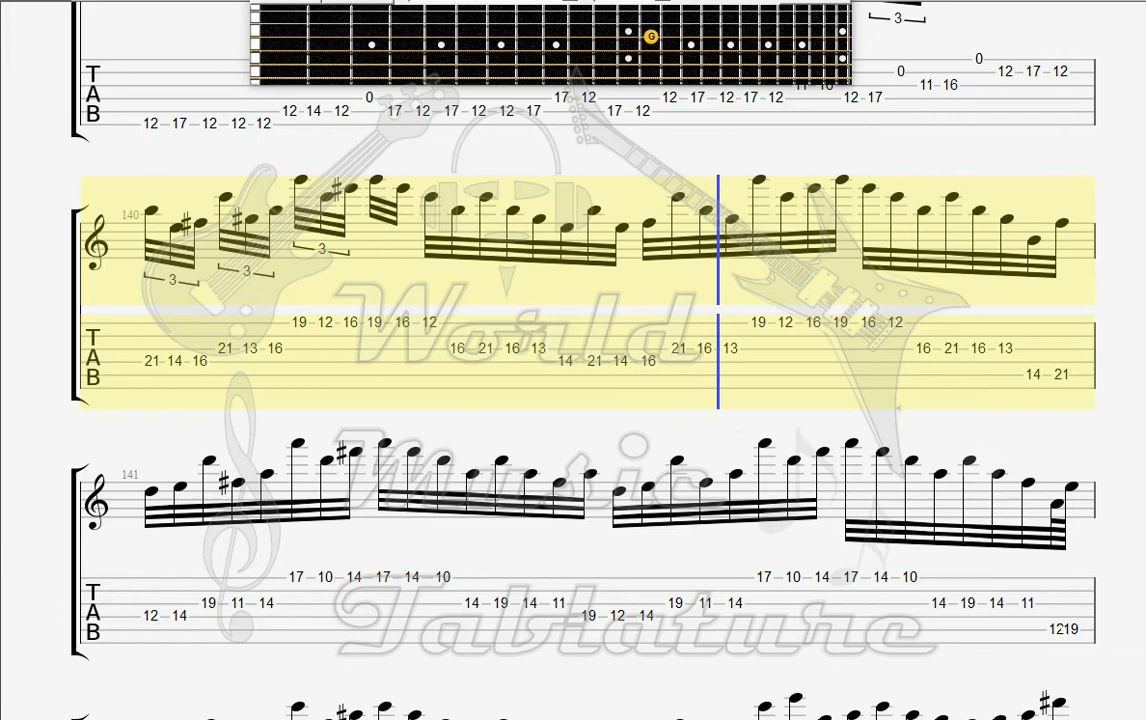 3
G
T
A
B
12 17 12 12 12 12 14 12 0 17 12 17 12 12 17 17 12 17 12 12 17 12 17 12 11 16 12 17 0 11 16 0 12 17 12
140
3 3 3 3
World
T
A
B
19 12 16 19 16 12 19 12 16 19 16 12
21 13 16 16 21 16 13 21 16 13 16 21 16 13
21 14 16 14 21 14 16
14 21
141
Music
T
A
B
17 10 14 17 14 10 17 10 14 17 14 10
19 11 14 14 19 14 11 19 11 14 14 19 14 11
12 14 19 12 14
1219
Tablature